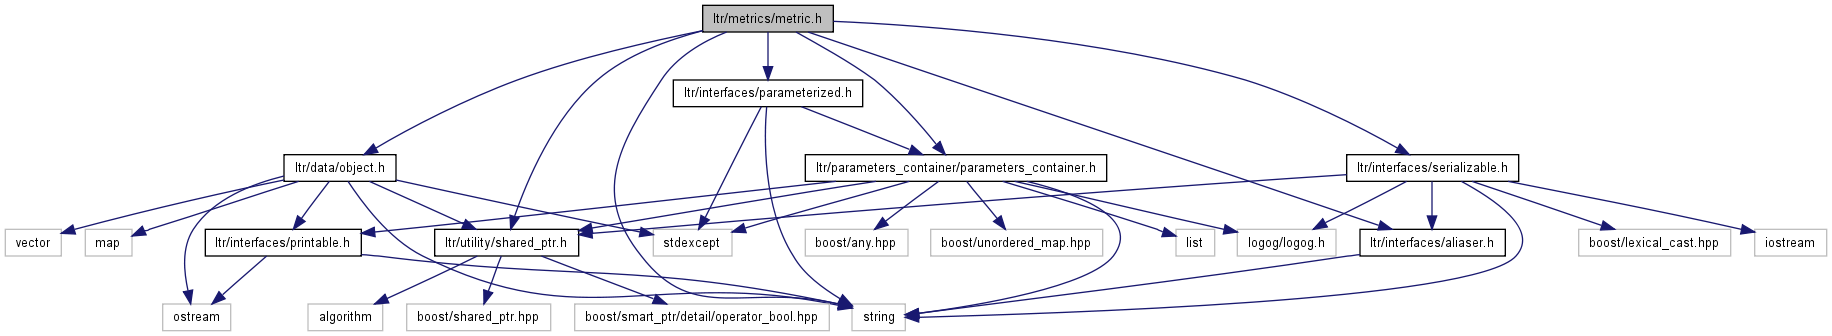 ltr/metrics/metric.h
ltr/interfaces/parameterized.h
ltr/data/object.h
ltr/parameters_container/parameters_container.h
ltr/interfaces/serializable.h
vector
map
ltr/interfaces/printable.h
ltr/utility/shared_ptr.h
stdexcept
boost/any.hpp
boost/unordered_map.hpp
list
logog/logog.h
ltr/interfaces/aliaser.h
boost/lexical_cast.hpp
iostream
ostream
algorithm
boost/shared_ptr.hpp
boost/smart_ptr/detail/operator_bool.hpp
string